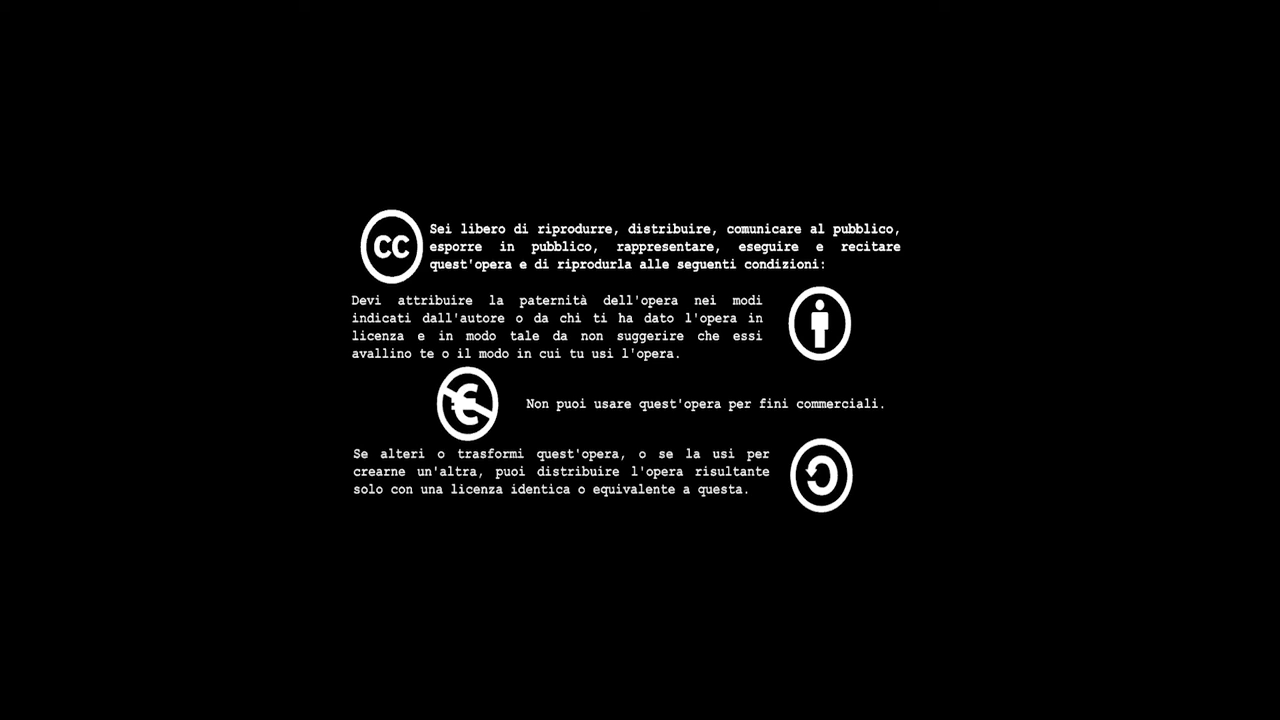 cc
Sei libero di riprodurre, distribuire, comunicare al pubblico,
esporre in pubblico, rappresentare, eseguire e recitare
quest'opera e di riprodurla alle seguenti condizioni:
Devi attribuire la paternità dell'opera nei modi
indicati dall'autore o da chi ti ha dato l'opera in
licenza e in modo tale da non suggerire che essi
avallino te o il modo in cui tu usi l'opera.
€
Non puoi usare quest'opera per fini commerciali.
Se alteri o trasformi quest'opera, o se la usi per
crearne un'altra, puoi distribuire l'opera risultante
solo con una licenza identica o equivalente a questa.